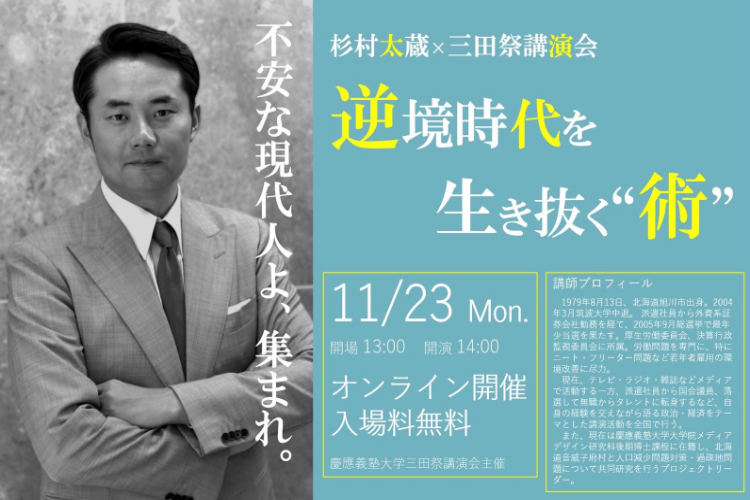 不安な現代人よ、集まれ。
杉村太蔵×三田祭講演会
逆境時代を
生き抜く“術”
11/23 Mon.
開場 13:00 開演 14:00
オンライン開催
入場料無料
慶應義塾大学三田祭講演会主催
講師プロフィール
1979年8月13日、北海道旭川市出身。2004
年3月筑波大学中退。 派遣社員から外資系証
券会社勤務を経て、2005年9月総選挙で最年
少当選を果たす。厚生労働委員会、決算行政
監視委員会に所属。労働問題を専門に、特に
ニート・フリーター問題など若年者雇用の環
境改善に尽力。
現在、テレビ・ラジオ・雑誌などメディア
で活動する一方、派遣社員から国会議員、落
選して無職からタレントに転身するなど、自
身の経験を交えながら語る政治・経済をテー
マとした講演活動を全国で行う。
また、現在は慶應義塾大学大学院メディア
デザイン研究科後期博士課程に在籍し、北海
道音威子府村と人口減少問題対策・過疎地問
題について共同研究を行うプロジェクトリー
ダー。